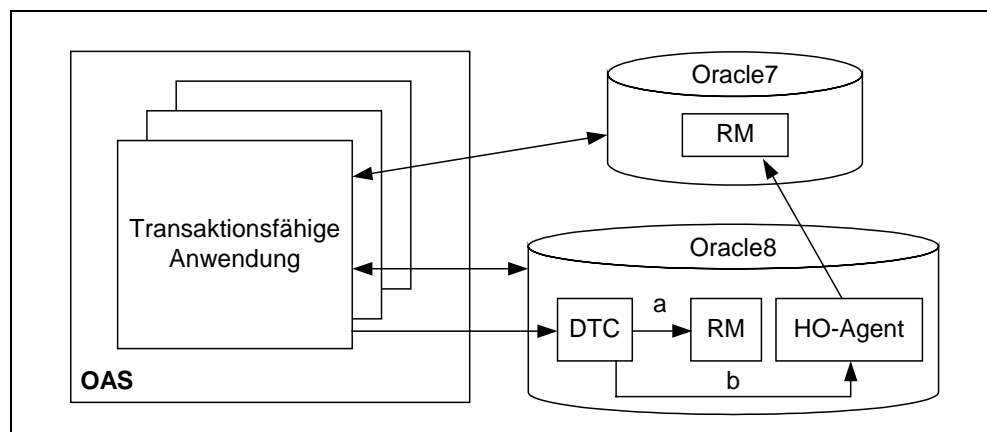 Oracle7
RM
Transaktionsfähige
Anwendung
Oracle8
a
DTC
RM
HO-Agent
b
OAS